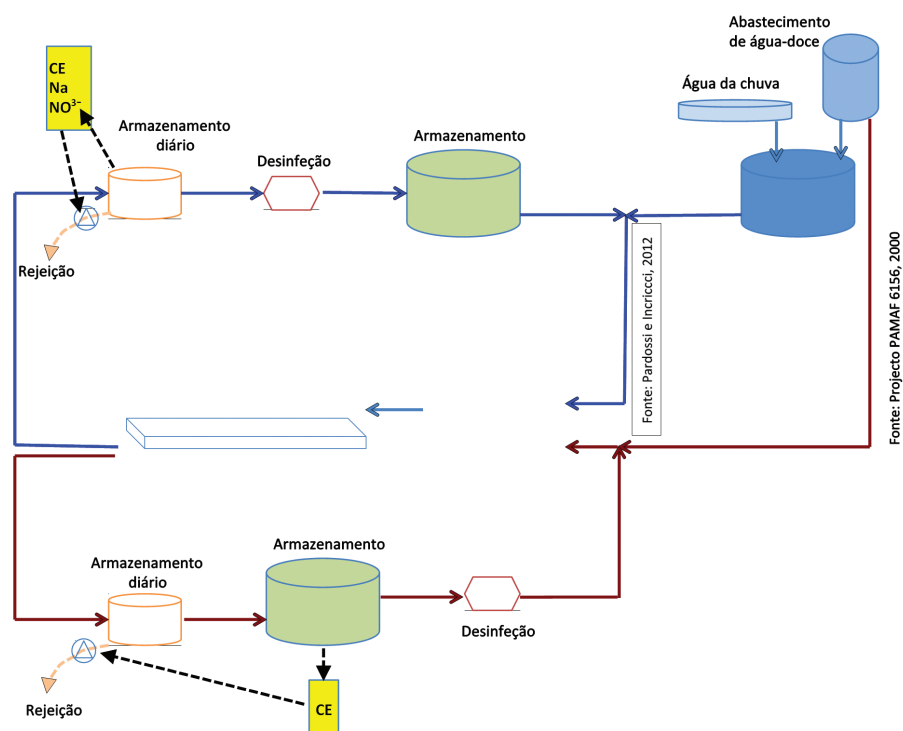 Abastecimento
de água-doce
CE
Na
NO³⁻
Água da chuva
Armazenamento
diário
Armazenamento
Desinfeção
Rejeição
Fonte: Pardossi e Incriccci, 2012
Fonte: Projecto PAMAF 6156, 2000
Armazenamento
Armazenamento
diário
Desinfeção
Rejeição
CE